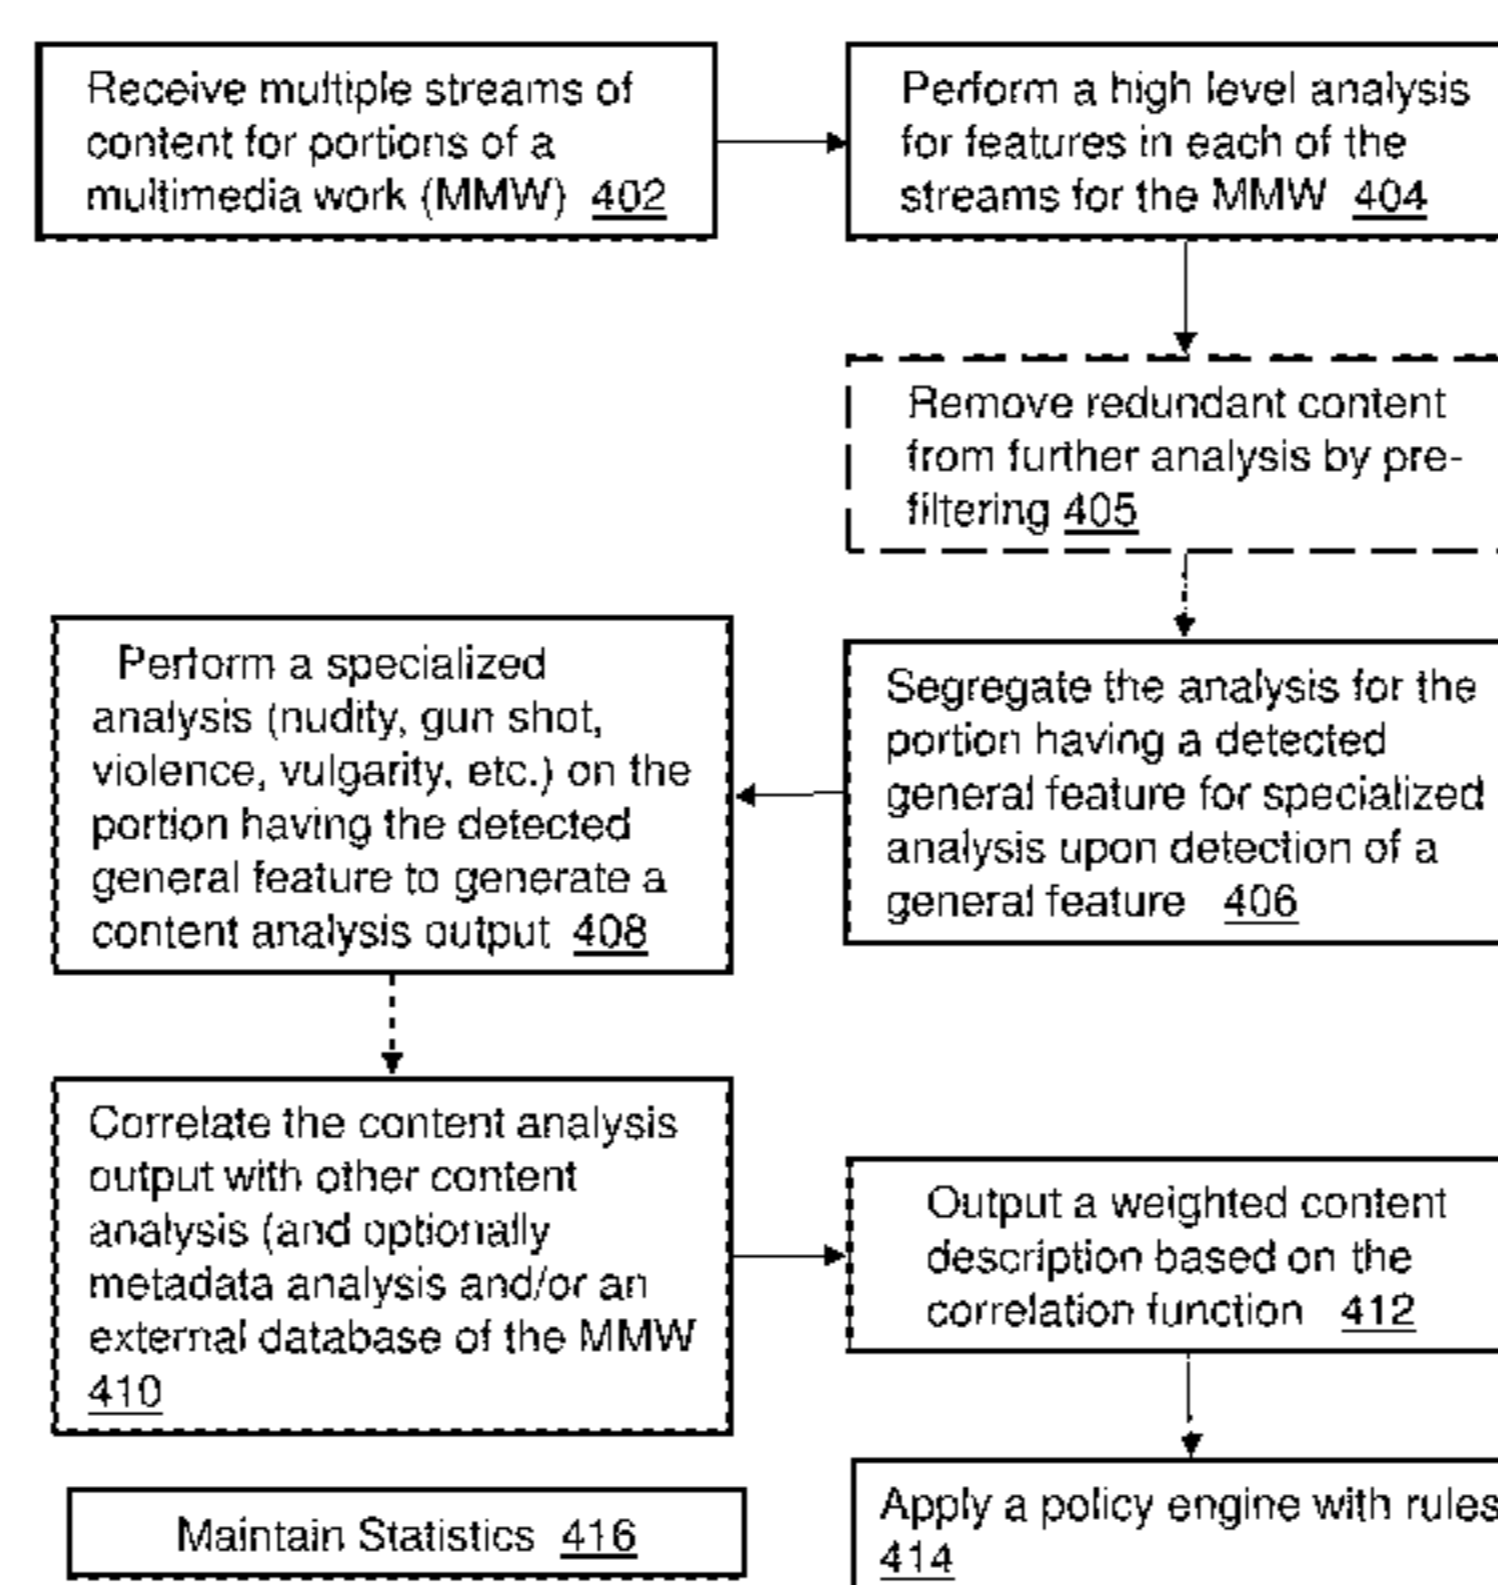 Receive multiple streams of
content for portions of a
multimedia work (MMW) 402
Perform a high level analysis
for features in each of the
streams for the MMW 404
Remove redundant content
from further analysis by pre-
filtering 405
Segregate the analysis for the
portion having a detected
general feature for specialized
analysis upon detection of a
general feature 406
Perform a specialized
analysis (nudity, gun shot,
violence, vulgarity, etc.) on the
portion having the detected
general feature to generate a
content analysis output 408
Correlate the content analysis
output with other content
analysis (and optionally
metadata analysis and/or an
external database of the MMW
410
Output a weighted content
description based on the
correlation function 412
Apply a policy engine with rules
414
Maintain Statistics 416